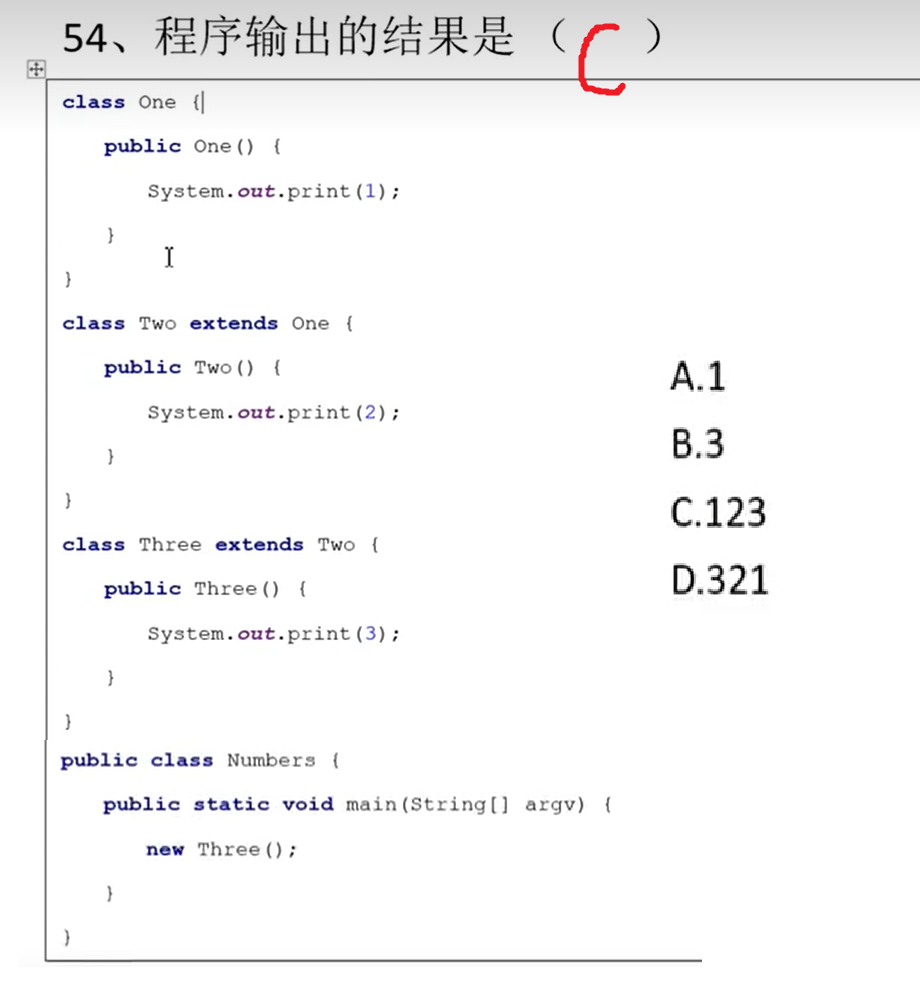 54、程序输出的结果是（C）
class One {
public One() {
System.out.print(1);
}
}
class Two extends One {
public Two() {
System.out.print(2);
}
}
class Three extends Two {
public Three() {
System.out.print(3);
}
}
public class Numbers {
public static void main(String[] argv) {
new Three();
}
}
A.1
B.3
C.123
D.321